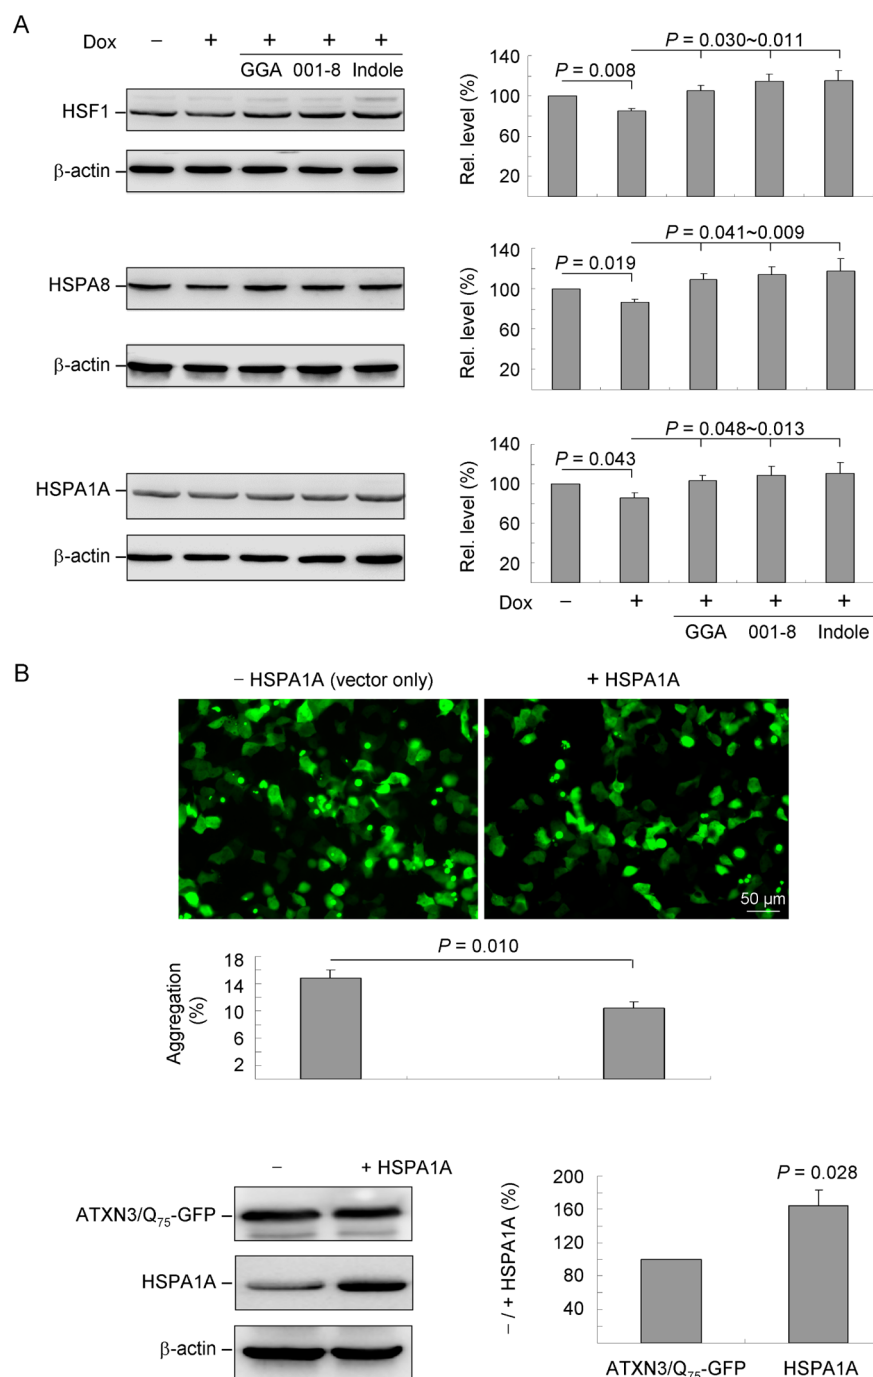 A
Dox – + + + +
GGA 001-8 Indole
HSF1
β-actin
HSPA8
β-actin
HSPA1A
β-actin
Rel. level (%)
140
100
60
20
P = 0.008
P = 0.030~0.011
Rel. level (%)
140
100
60
20
P = 0.019
P = 0.041~0.009
Rel. level (%)
140
100
60
20
P = 0.043
P = 0.048~0.013
Dox – + + + +
GGA 001-8 Indole
B
– HSPA1A (vector only) + HSPA1A
50 µm
Aggregation
(%)
18
14
10
6
2
P = 0.010
– + HSPA1A
ATXN3/Q75-GFP
HSPA1A
β-actin
– / + HSPA1A (%)
200
160
120
80
40
P = 0.028
ATXN3/Q75-GFP HSPA1A